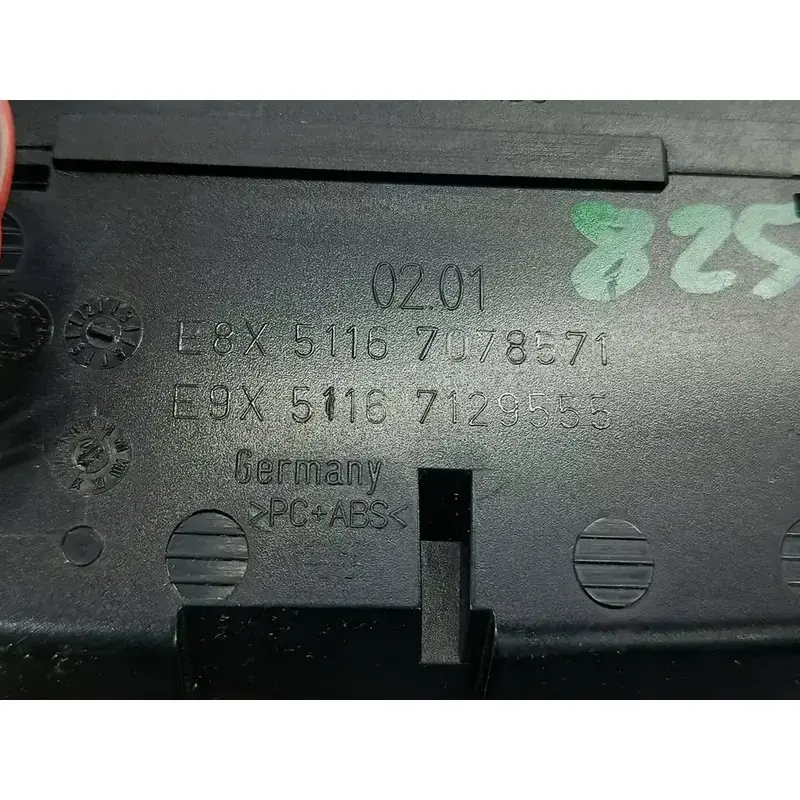 825
02.01
E8X 5116 7078571
E9X 5116 7129555
Germany
>PC+ABS<